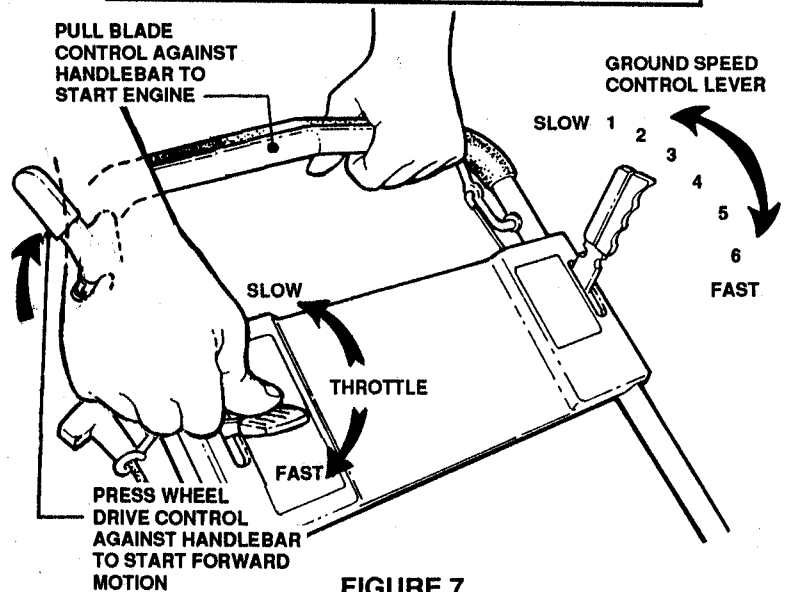 PULL BLADE
CONTROL AGAINST
HANDLEBAR TO
START ENGINE
GROUND SPEED
CONTROL LEVER
SLOW 1
2
3
4
5
6
FAST
SLOW
THROTTLE
FAST
PRESS WHEEL
DRIVE CONTROL
AGAINST HANDLEBAR
TO START FORWARD
MOTION
FIGURE 7